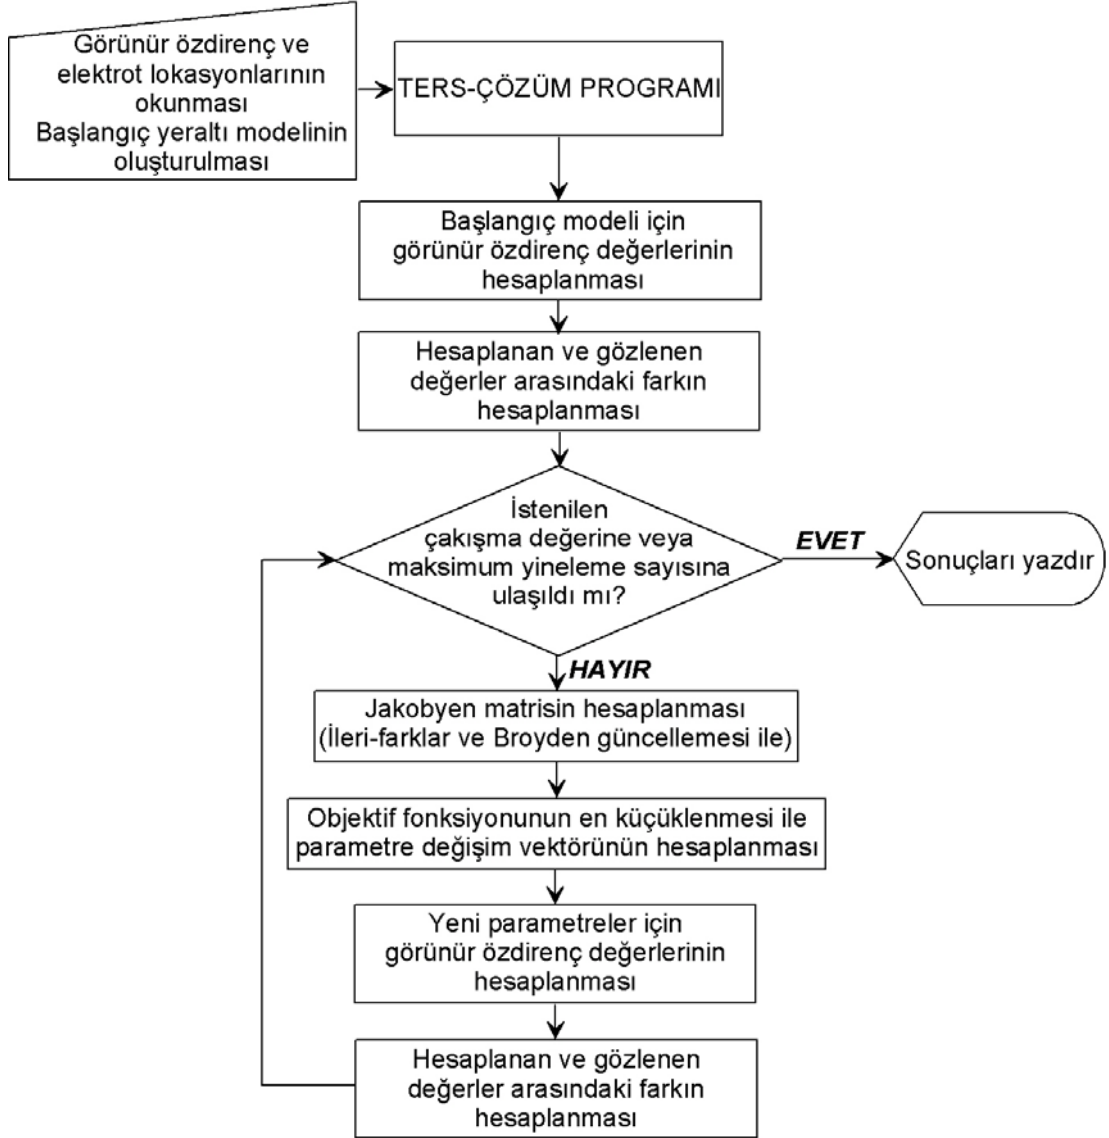 Görünür özdirenç ve
elektrot lokasyonlarının
okunması
Başlangıç yeraltı modelinin
oluşturulması
TERS-ÇÖZÜM PROGRAMI
Başlangıç modeli için
görünür özdirenç değerlerinin
hesaplanması
Hesaplanan ve gözlenen
değerler arasındaki farkın
hesaplanması
İstenilen
çakışma değerine veya
maksimum yineleme sayısına
ulaşıldı mı?
EVET
Sonuçları yazdır
HAYIR
Jakobyen matrisin hesaplanması
(İleri-farklar ve Broyden güncellemesi ile)
Objektif fonksiyonunun en küçüklenmesi ile
parametre değişim vektörünün hesaplanması
Yeni parametreler için
görünür özdirenç değerlerinin
hesaplanması
Hesaplanan ve gözlenen
değerler arasındaki farkın
hesaplanması